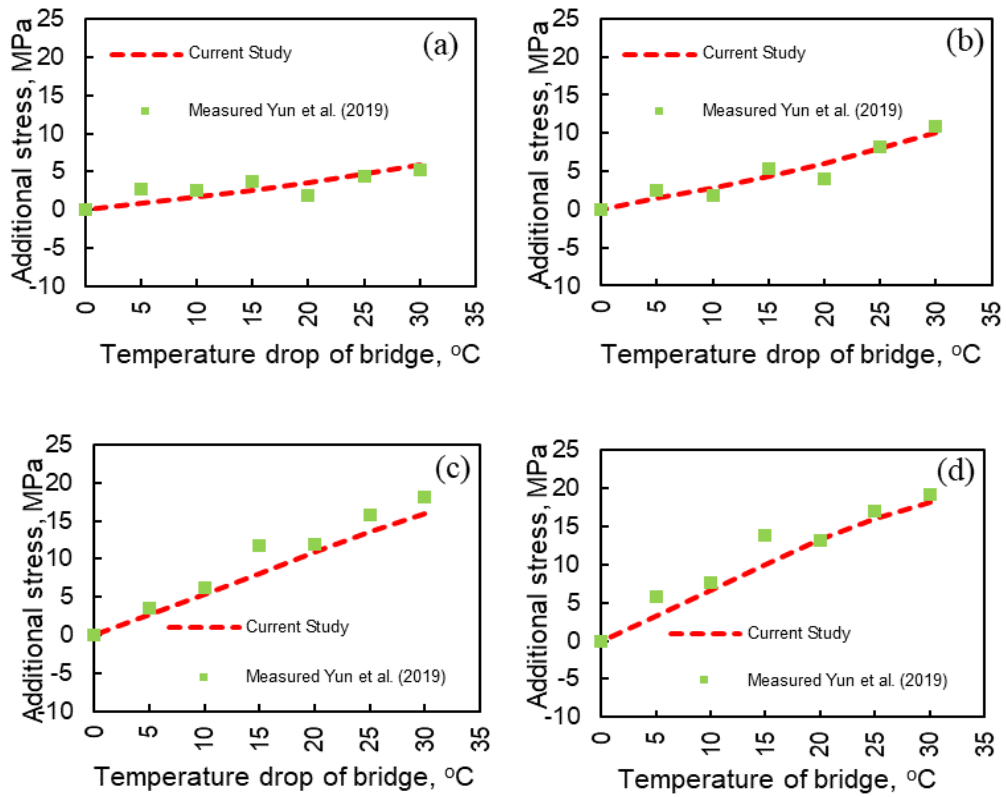 (a)
Additional stress, MPa
25
20
15
10
5
0
-5
-10
Current Study
Measured Yun et al. (2019)
0 5 10 15 20 25 30 35
Temperature drop of bridge, °C
(b)
Additional stress, MPa
25
20
15
10
5
0
-5
-10
Current Study
Measured Yun et al. (2019)
0 5 10 15 20 25 30 35
Temperature drop of bridge, °C
(c)
Additional stress, MPa
25
20
15
10
5
0
-5
-10
Current Study
Measured Yun et al. (2019)
0 5 10 15 20 25 30 35
Temperature drop of bridge, °C
(d)
Additional stress, MPa
25
20
15
10
5
0
-5
-10
Current Study
Measured Yun et al. (2019)
0 5 10 15 20 25 30 35
Temperature drop of bridge, °C